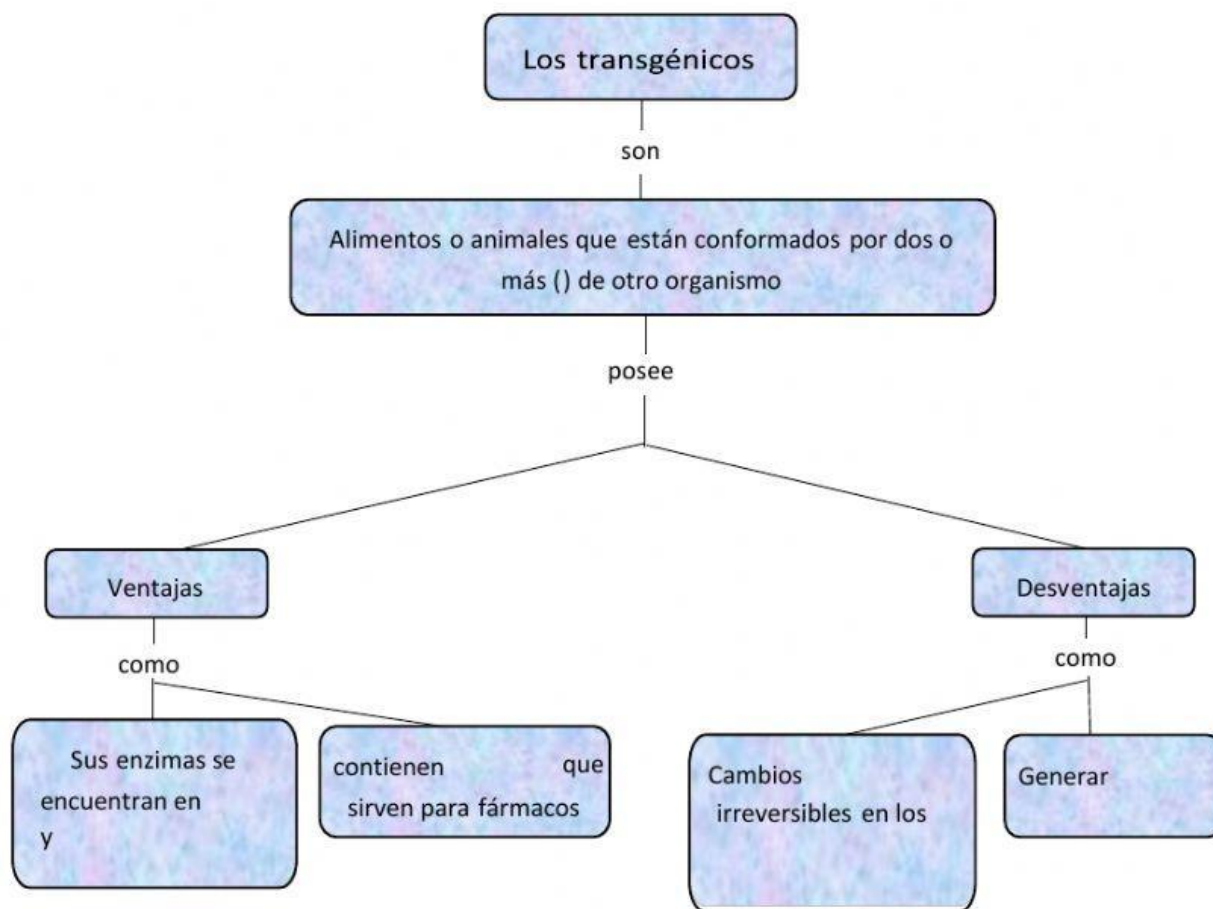 Los transgénicos
son
Alimentos o animales que están conformados por dos o
más () de otro organismo
posee
Ventajas
Desventajas
como
como
Sus enzimas se
encuentran en
y
contienen que
sirven para fármacos
Cambios
irreversibles en los
Generar